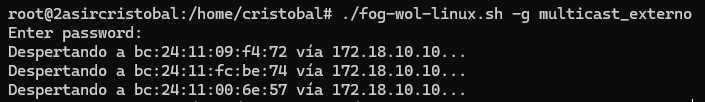 root@2asircristobal:/home/cristobal# ./fog-wol-linux.sh -g multicast_externo
Enter password:
Despertando a bc:24:11:09:f4:72 vía 172.18.10.10...
Despertando a bc:24:11:fc:be:74 vía 172.18.10.10...
Despertando a bc:24:11:00:6e:57 vía 172.18.10.10...